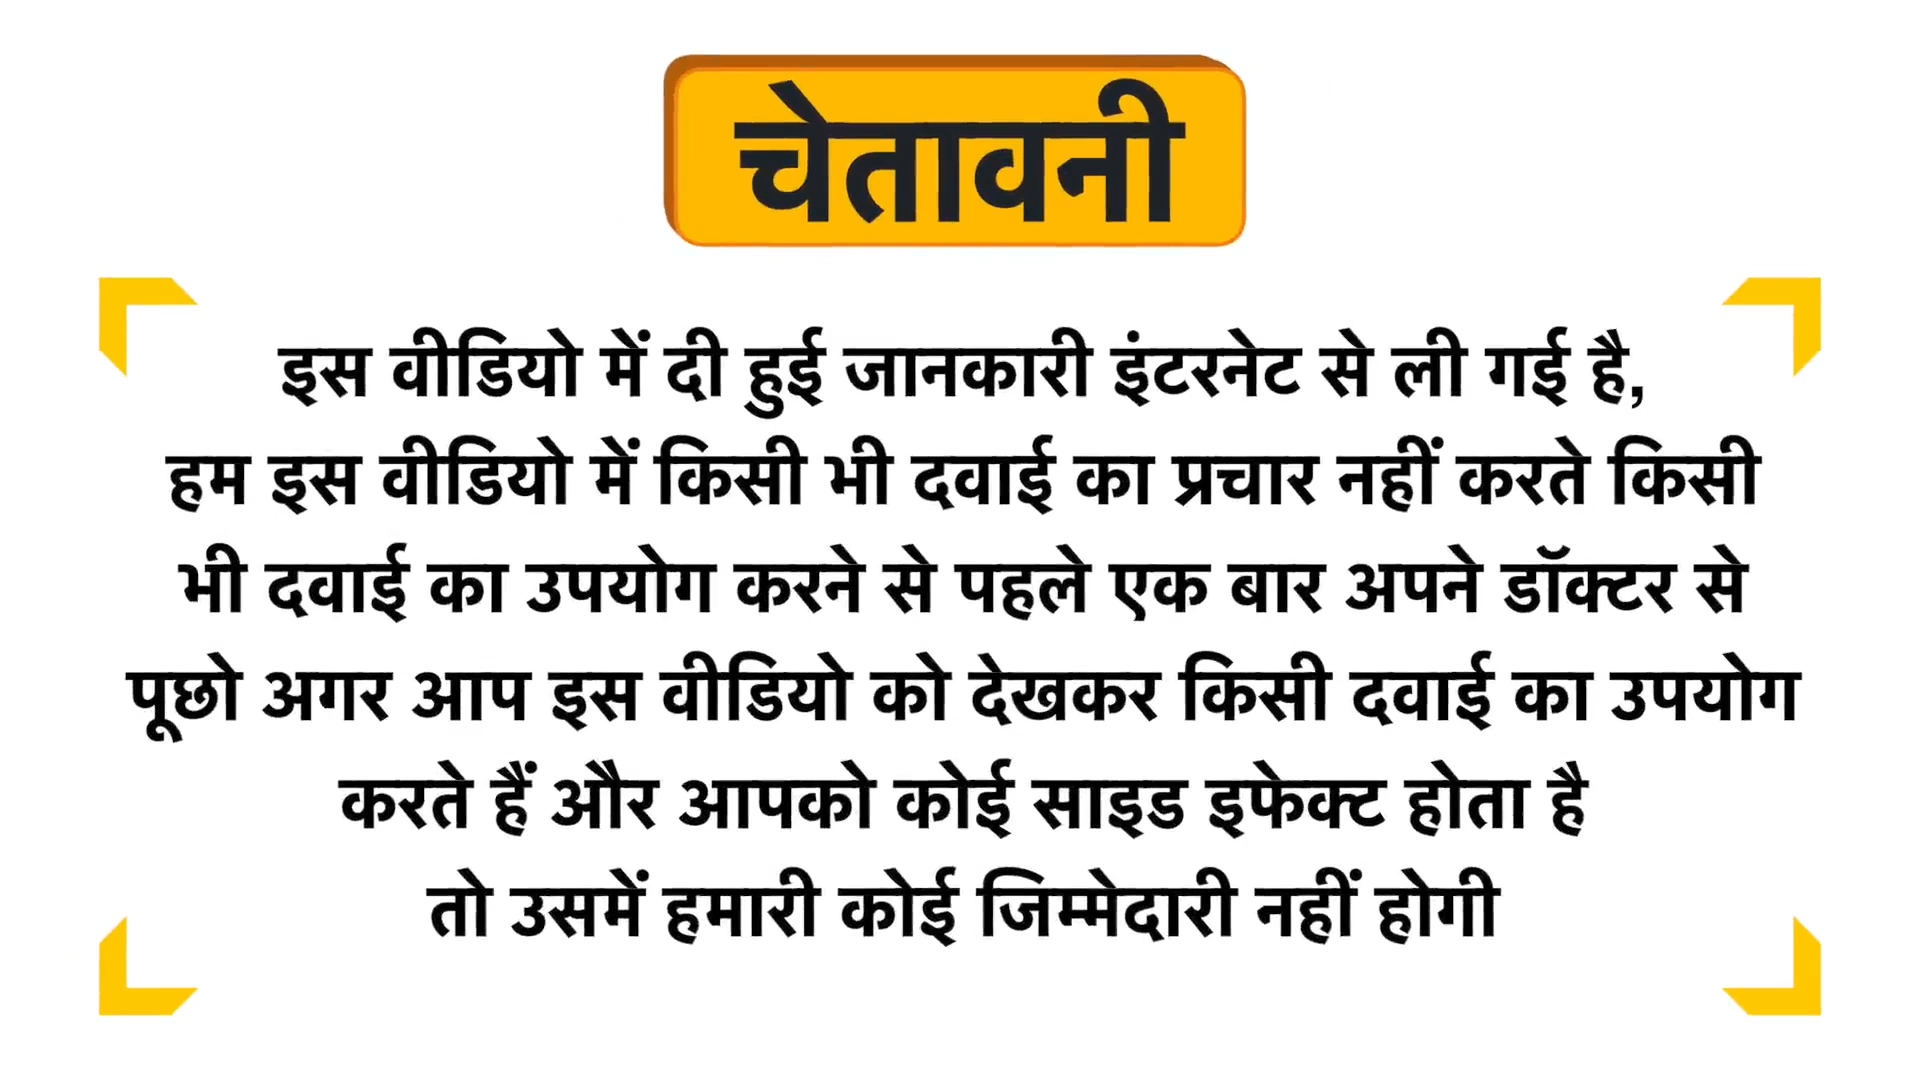 चेतावनी
इस वीडियो में दी हुई जानकारी इंटरनेट से ली गई है,
हम इस वीडियो में किसी भी दवाई का प्रचार नहीं करते किसी
भी दवाई का उपयोग करने से पहले एक बार अपने डॉक्टर से
पूछो अगर आप इस वीडियो को देखकर किसी दवाई का उपयोग
करते हैं और आपको कोई साइड इफेक्ट होता है
तो उसमें हमारी कोई जिम्मेदारी नहीं होगी